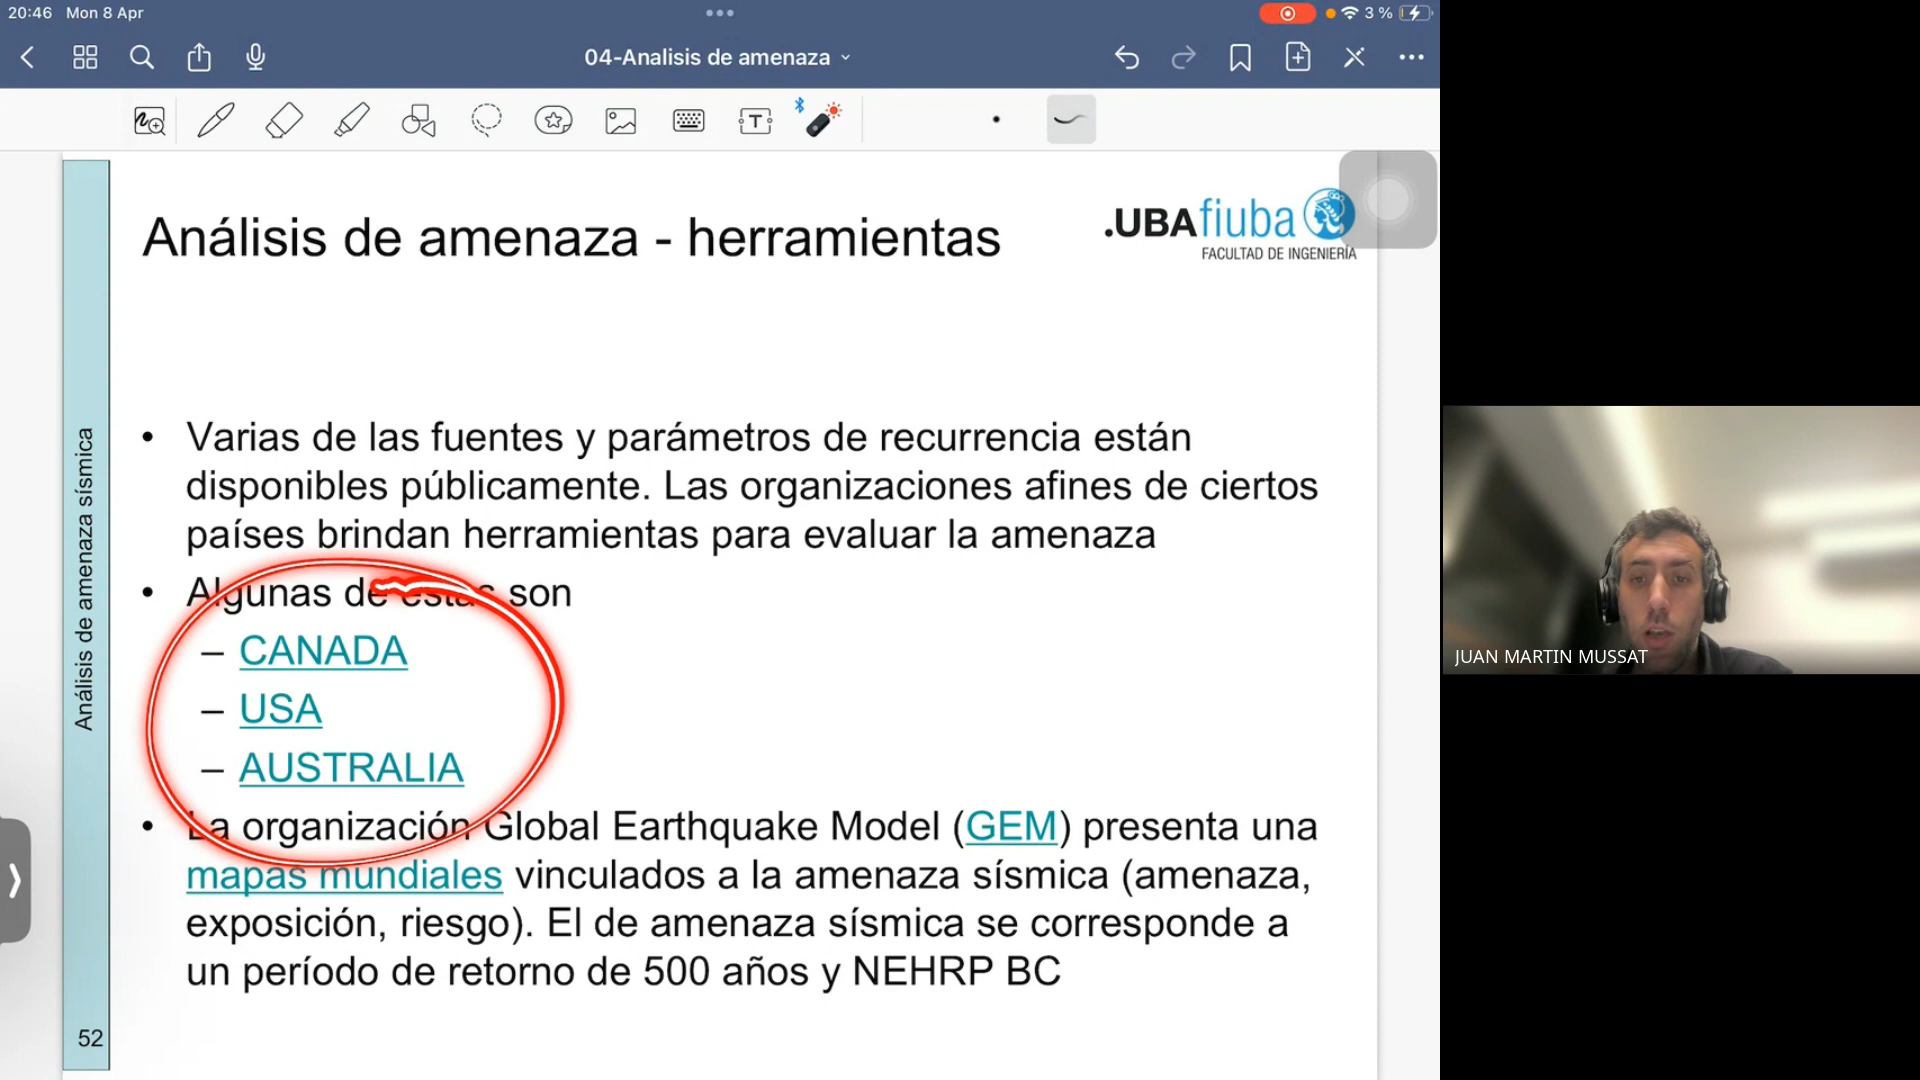 20:46 Mon 8 Apr
3 %
04-Analisis de amenaza
T
Análisis de amenaza - herramientas
.UBAfiuba
FACULTAD DE INGENIERÍA
Análisis de amenaza sísmica
• Varias de las fuentes y parámetros de recurrencia están
disponibles públicamente. Las organizaciones afines de ciertos
países brindan herramientas para evaluar la amenaza
• Algunas de estas son
– CANADA
– USA
– AUSTRALIA
• La organización Global Earthquake Model (GEM) presenta una
mapas mundiales vinculados a la amenaza sísmica (amenaza,
exposición, riesgo). El de amenaza sísmica se corresponde a
un período de retorno de 500 años y NEHRP BC
52
JUAN MARTIN MUSSAT